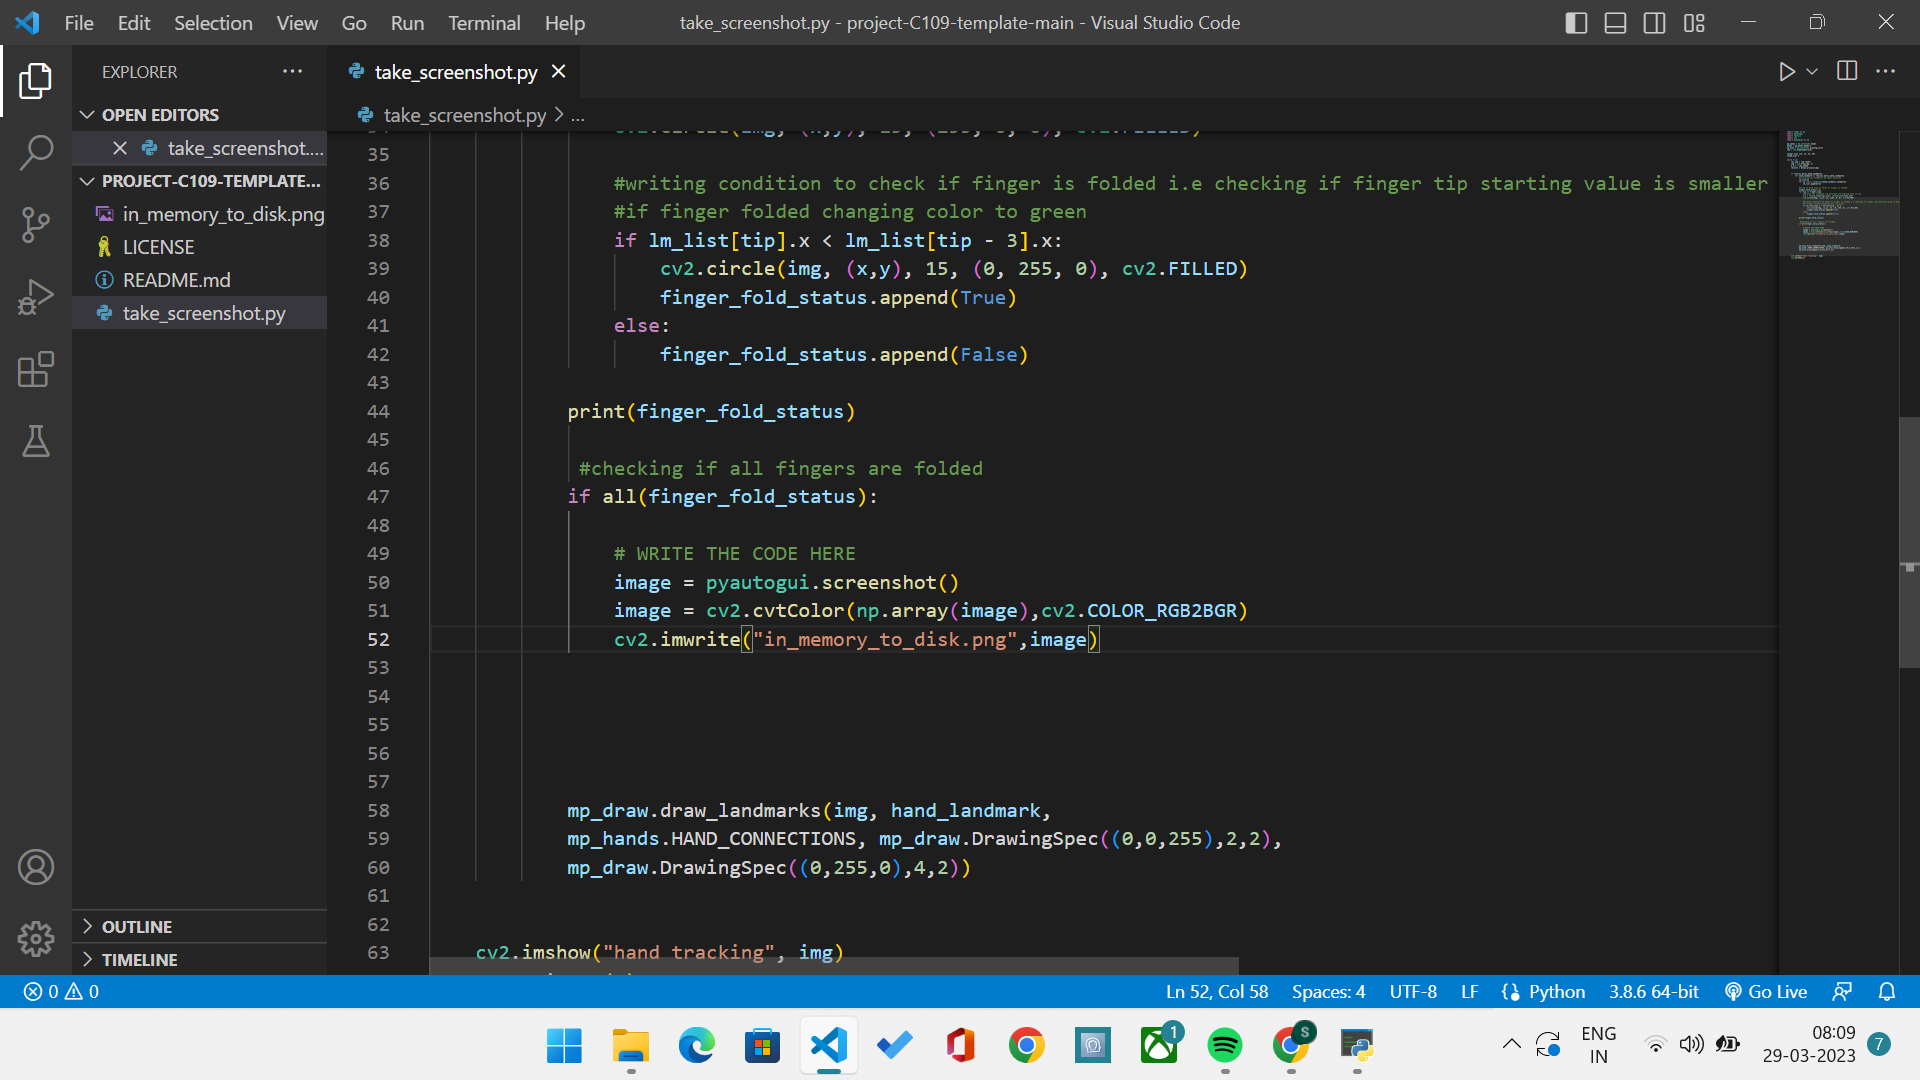 File Edit Selection View Go Run Terminal Help take_screenshot.py - project-C109-template-main - Visual Studio Code
EXPLORER
OPEN EDITORS
take_screenshot....
PROJECT-C109-TEMPLATE...
in_memory_to_disk.png
LICENSE
README.md
take_screenshot.py
OUTLINE
TIMELINE
take_screenshot.py
take_screenshot.py > ...
35
36 #writing condition to check if finger is folded i.e checking if finger tip starting value is smaller
37 #if finger folded changing color to green
38 if lm_list[tip].x < lm_list[tip - 3].x:
39 cv2.circle(img, (x,y), 15, (0, 255, 0), cv2.FILLED)
40 finger_fold_status.append(True)
41 else:
42 finger_fold_status.append(False)
43
44 print(finger_fold_status)
45
46 #checking if all fingers are folded
47 if all(finger_fold_status):
48
49 # WRITE THE CODE HERE
50 image = pyautogui.screenshot()
51 image = cv2.cvtColor(np.array(image),cv2.COLOR_RGB2BGR)
52 cv2.imwrite("in_memory_to_disk.png",image)
53
54
55
56
57
58 mp_draw.draw_landmarks(img, hand_landmark,
59 mp_hands.HAND_CONNECTIONS, mp_draw.DrawingSpec((0,0,255),2,2),
60 mp_draw.DrawingSpec((0,255,0),4,2))
61
62
63 cv2.imshow("hand tracking", img)
0 0 Ln 52, Col 58 Spaces: 4 UTF-8 LF Python 3.8.6 64-bit Go Live
1 S ENG 08:09
IN 29-03-2023 7